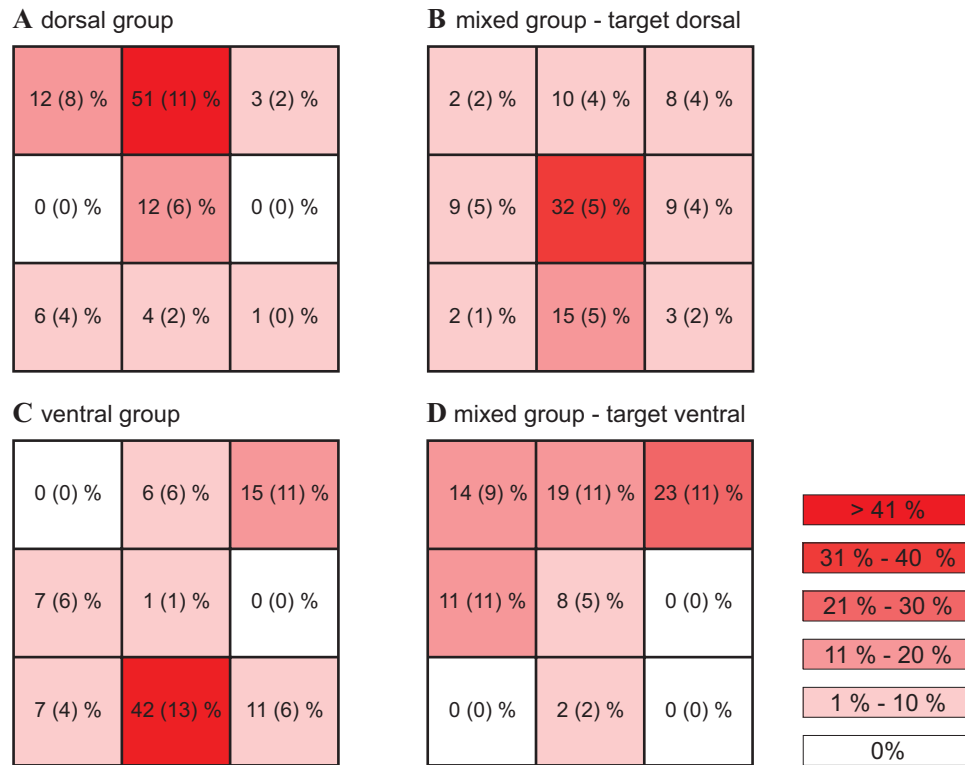 A dorsal group
12 (8) % 51 (11) % 3 (2) %
0 (0) % 12 (6) % 0 (0) %
6 (4) % 4 (2) % 1 (0) %
B mixed group - target dorsal
2 (2) % 10 (4) % 8 (4) %
9 (5) % 32 (5) % 9 (4) %
2 (1) % 15 (5) % 3 (2) %
C ventral group
0 (0) % 6 (6) % 15 (11) %
7 (6) % 1 (1) % 0 (0) %
7 (4) % 42 (13) % 11 (6) %
D mixed group - target ventral
14 (9) % 19 (11) % 23 (11) %
11 (11) % 8 (5) % 0 (0) %
0 (0) % 2 (2) % 0 (0) %
> 41 %
31 % - 40 %
21 % - 30 %
11 % - 20 %
1 % - 10 %
0%